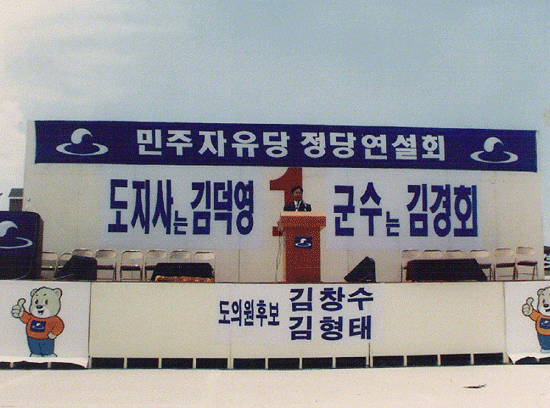 민주자유당 정당연설회
도지사는 김덕영 1 군수는 김경회
도의원후보 김창수
김형태